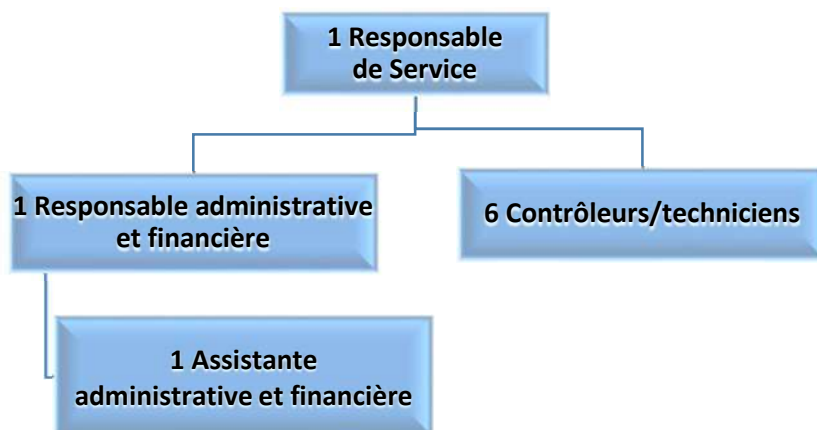 1 Responsable
de Service
1 Responsable administrative
et financière
6 Contrôleurs/techniciens
1 Assistante
administrative et financière